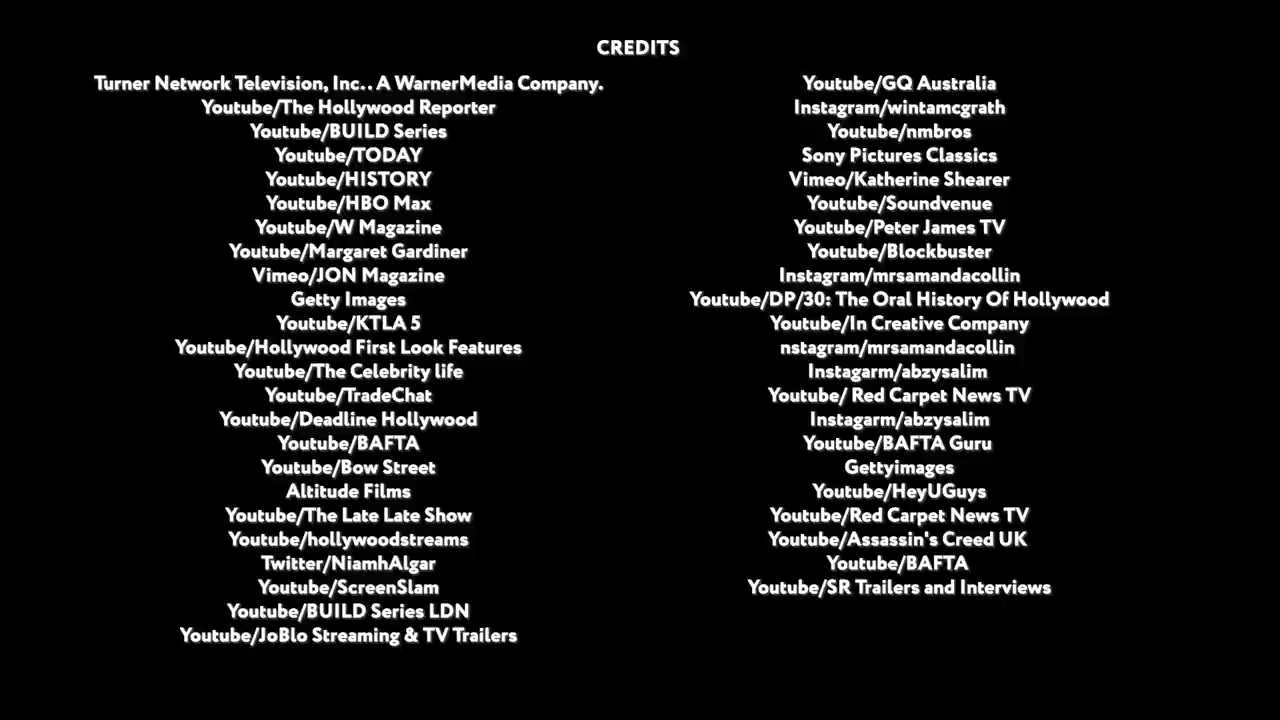 CREDITS
Turner Network Television, Inc.. A WarnerMedia Company.
Youtube/The Hollywood Reporter
Youtube/BUILD Series
Youtube/TODAY
Youtube/HISTORY
Youtube/HBO Max
Youtube/W Magazine
Youtube/Margaret Gardiner
Vimeo/JON Magazine
Getty Images
Youtube/KTLA 5
Youtube/Hollywood First Look Features
Youtube/The Celebrity life
Youtube/TradeChat
Youtube/Deadline Hollywood
Youtube/BAFTA
Youtube/Bow Street
Altitude Films
Youtube/The Late Late Show
Youtube/hollywoodstreams
Twitter/NiamhAlgar
Youtube/ScreenSlam
Youtube/BUILD Series LDN
Youtube/JoBlo Streaming & TV Trailers
Youtube/GQ Australia
Instagram/wintamcgrath
Youtube/nmbros
Sony Pictures Classics
Vimeo/Katherine Shearer
Youtube/Soundvenue
Youtube/Peter James TV
Youtube/Blockbuster
Instagram/mrsamandacollin
Youtube/DP/30: The Oral History Of Hollywood
Youtube/In Creative Company
nstagram/mrsamandacollin
Instagarm/abzysalim
Youtube/ Red Carpet News TV
Instagarm/abzysalim
Youtube/BAFTA Guru
Gettyimages
Youtube/HeyUGuys
Youtube/Red Carpet News TV
Youtube/Assassin's Creed UK
Youtube/BAFTA
Youtube/SR Trailers and Interviews